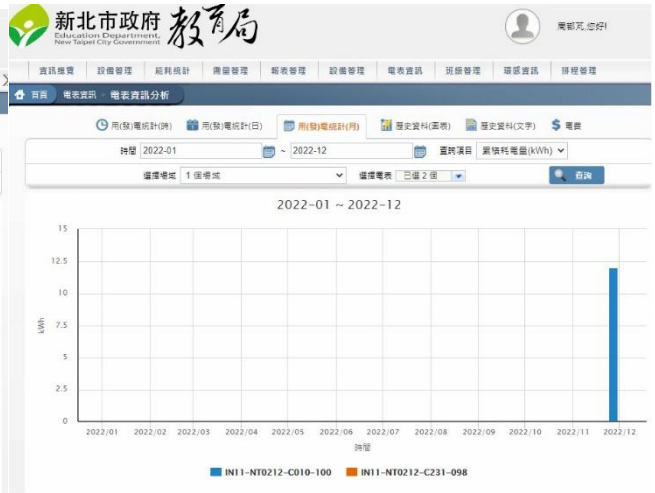 新北市政府 教育局
Education Department,
New Taipei City Government
您好!
資訊總覽 設備管理 能耗統計 需量管理 報表管理 設備管理 電表資訊 班級管理 環感資訊 排程管理
首頁 電表資訊 - 電表資訊分析
用(發)電統計(時) 用(發)電統計(日) 用(發)電統計(月) 歷史資料(圖表) 歷史資料(文字) 電費
時間 2022-01 ~ 2022-12 查詢項目 累積耗電量(kWh)
選擇場域 1 個場域 選擇電表 已選 2 個 查詢
2022-01 ~ 2022-12
15
12.5
10
7.5
5
2.5
0
kWh
2022/01 2022/02 2022/03 2022/04 2022/05 2022/06 2022/07 2022/08 2022/09 2022/10 2022/11 2022/12
時間
IN11-NT0212-C010-100 IN11-NT0212-C231-098